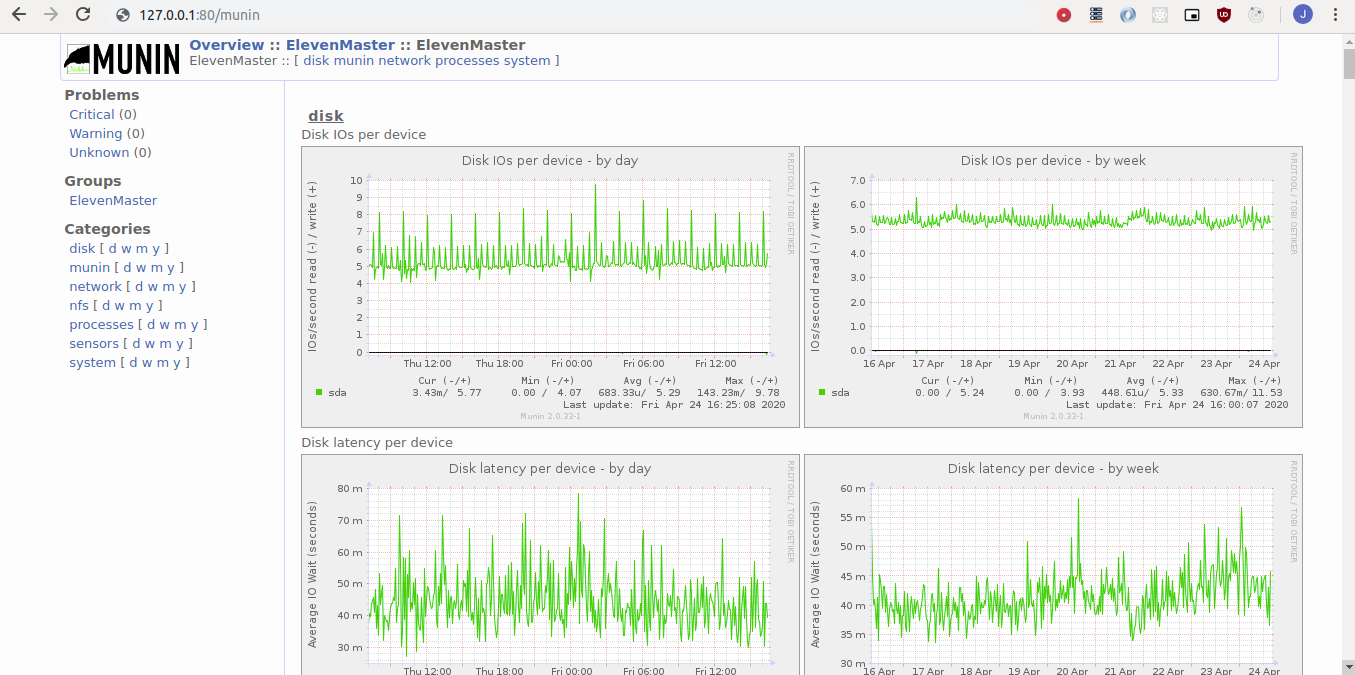 127.0.0.1:80/munin
J
MUNIN
Overview :: ElevenMaster :: ElevenMaster
ElevenMaster :: [ disk munin network processes system ]
Problems
Critical (0)
Warning (0)
Unknown (0)
Groups
ElevenMaster
Categories
disk [ d w m y ]
munin [ d w m y ]
network [ d w m y ]
nfs [ d w m y ]
processes [ d w m y ]
sensors [ d w m y ]
system [ d w m y ]
disk
Disk IOs per device
Disk IOs per device - by day
RRDTOOL / TOBI OETIKER
IOs/second read (-) / write (+)
10
9
8
7
6
5
4
3
2
1
0
Thu 12:00 Thu 18:00 Fri 00:00 Fri 06:00 Fri 12:00
Cur (-/+) Min (-/+) Avg (-/+) Max (-/+)
sda 3.43m/ 5.77 0.00 / 4.07 683.33u/ 5.29 143.23m/ 9.78
Last update: Fri Apr 24 16:25:08 2020
Munin 2.0.33-1
Disk IOs per device - by week
RRDTOOL / TOBI OETIKER
IOs/second read (-) / write (+)
7.0
6.0
5.0
4.0
3.0
2.0
1.0
0.0
16 Apr 17 Apr 18 Apr 19 Apr 20 Apr 21 Apr 22 Apr 23 Apr 24 Apr
Cur (-/+) Min (-/+) Avg (-/+) Max (-/+)
sda 0.00 / 5.24 0.00 / 3.93 448.61u/ 5.33 630.67m/ 11.53
Last update: Fri Apr 24 16:00:07 2020
Munin 2.0.33-1
Disk latency per device
Disk latency per device - by day
RRDTOOL / TOBI OETIKER
Average IO Wait (seconds)
80 m
70 m
60 m
50 m
40 m
30 m
Thu 12:00 Thu 18:00 Fri 00:00 Fri 06:00 Fri 12:00
Disk latency per device - by week
RRDTOOL / TOBI OETIKER
Average IO Wait (seconds)
60 m
55 m
50 m
45 m
40 m
35 m
30 m
16 Apr 17 Apr 18 Apr 19 Apr 20 Apr 21 Apr 22 Apr 23 Apr 24 Apr